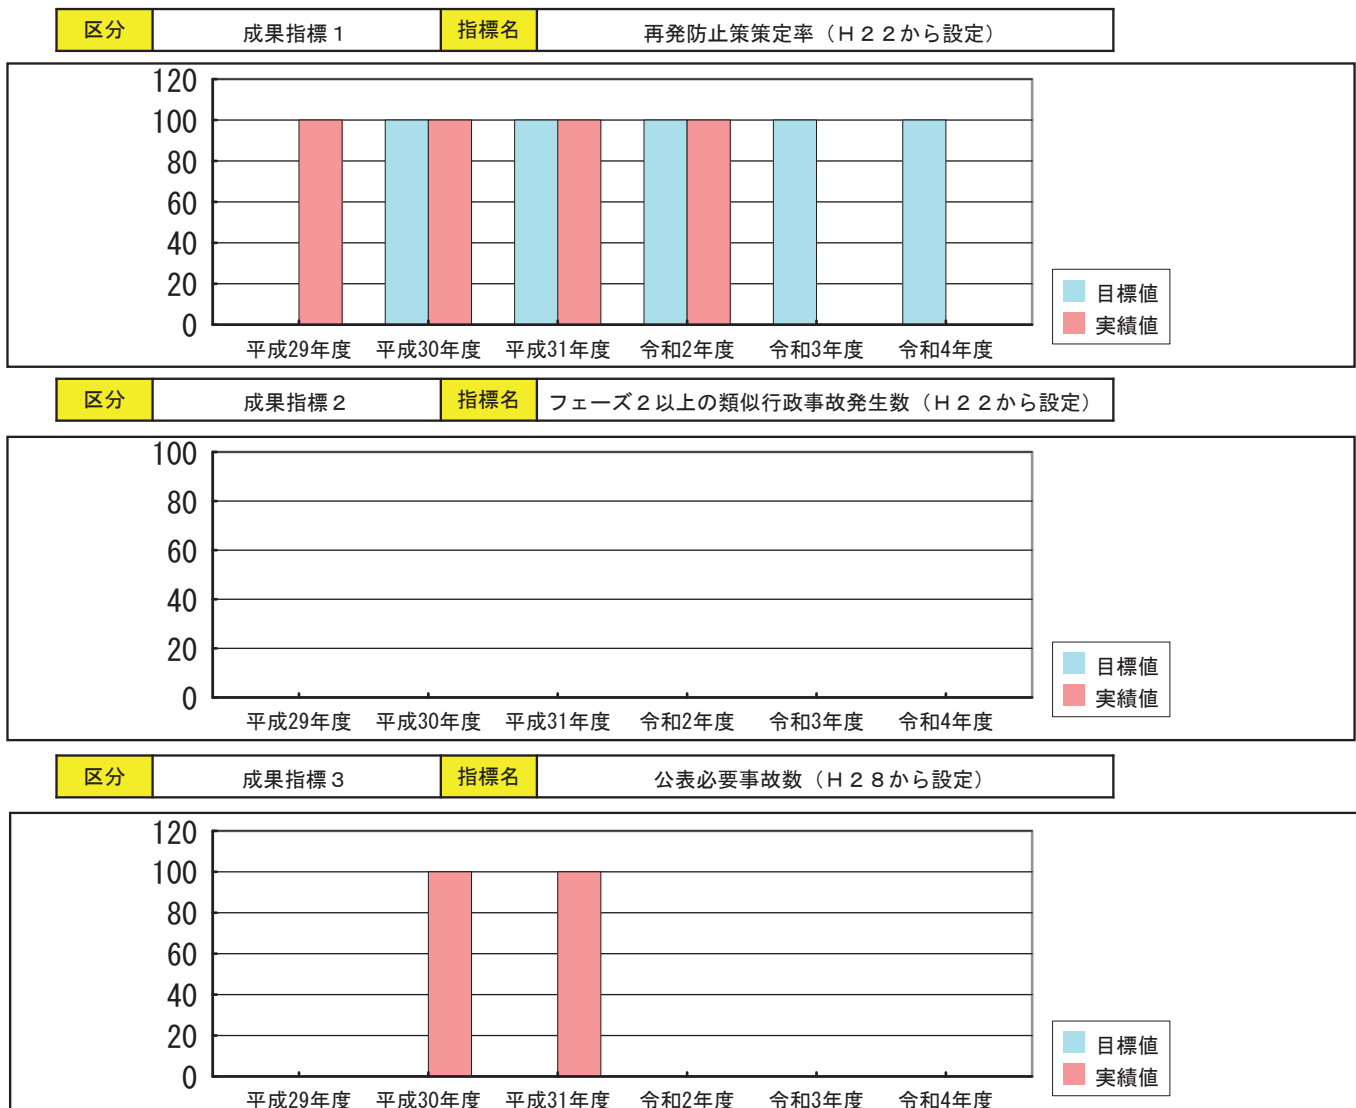 区分 成果指標１ 指標名 再発防止策策定率（Ｈ２２から設定）
120
100
80
60
40
20
0
平成29年度 平成30年度 平成31年度 令和2年度 令和3年度 令和4年度
目標値
実績値
区分 成果指標２ 指標名 フェーズ２以上の類似行政事故発生数（Ｈ２２から設定）
100
80
60
40
20
0
平成29年度 平成30年度 平成31年度 令和2年度 令和3年度 令和4年度
目標値
実績値
区分 成果指標３ 指標名 公表必要事故数（Ｈ２８から設定）
120
100
80
60
40
20
0
平成29年度 平成30年度 平成31年度 令和2年度 令和3年度 令和4年度
目標値
実績値